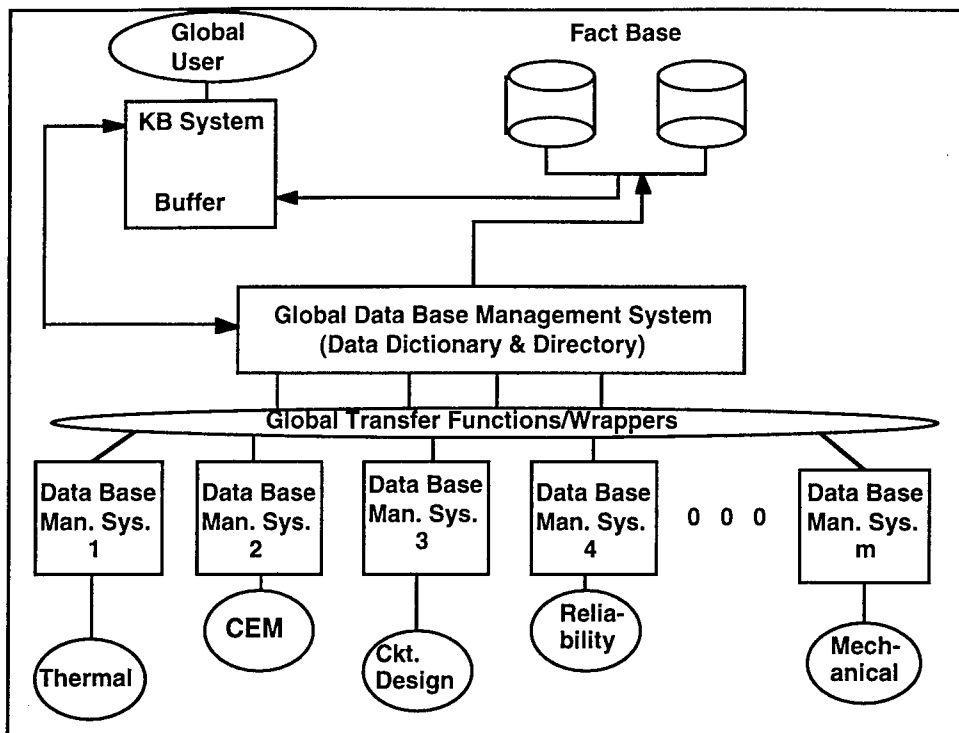 Global
User
Fact Base
KB System
Buffer
Global Data Base Management System
(Data Dictionary & Directory)
Global Transfer Functions/Wrappers
Data Base
Man. Sys.
1
Data Base
Man. Sys.
2
Data Base
Man. Sys.
3
Data Base
Man. Sys.
4
0 0 0
Data Base
Man. Sys.
m
Thermal
CEM
Ckt.
Design
Relia-
bility
Mech-
anical